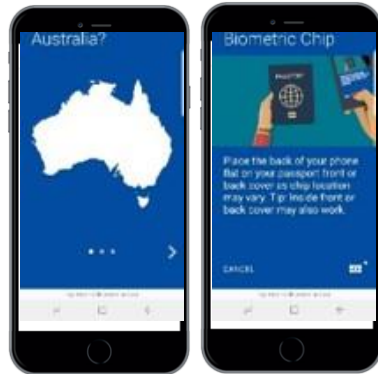 Australia?
Biometric Chip
PASSPORT
Place the back of your phone
flat on your passport front or
back cover as chip location
may vary. Tip: Inside front or
back cover may also work.
CANCEL